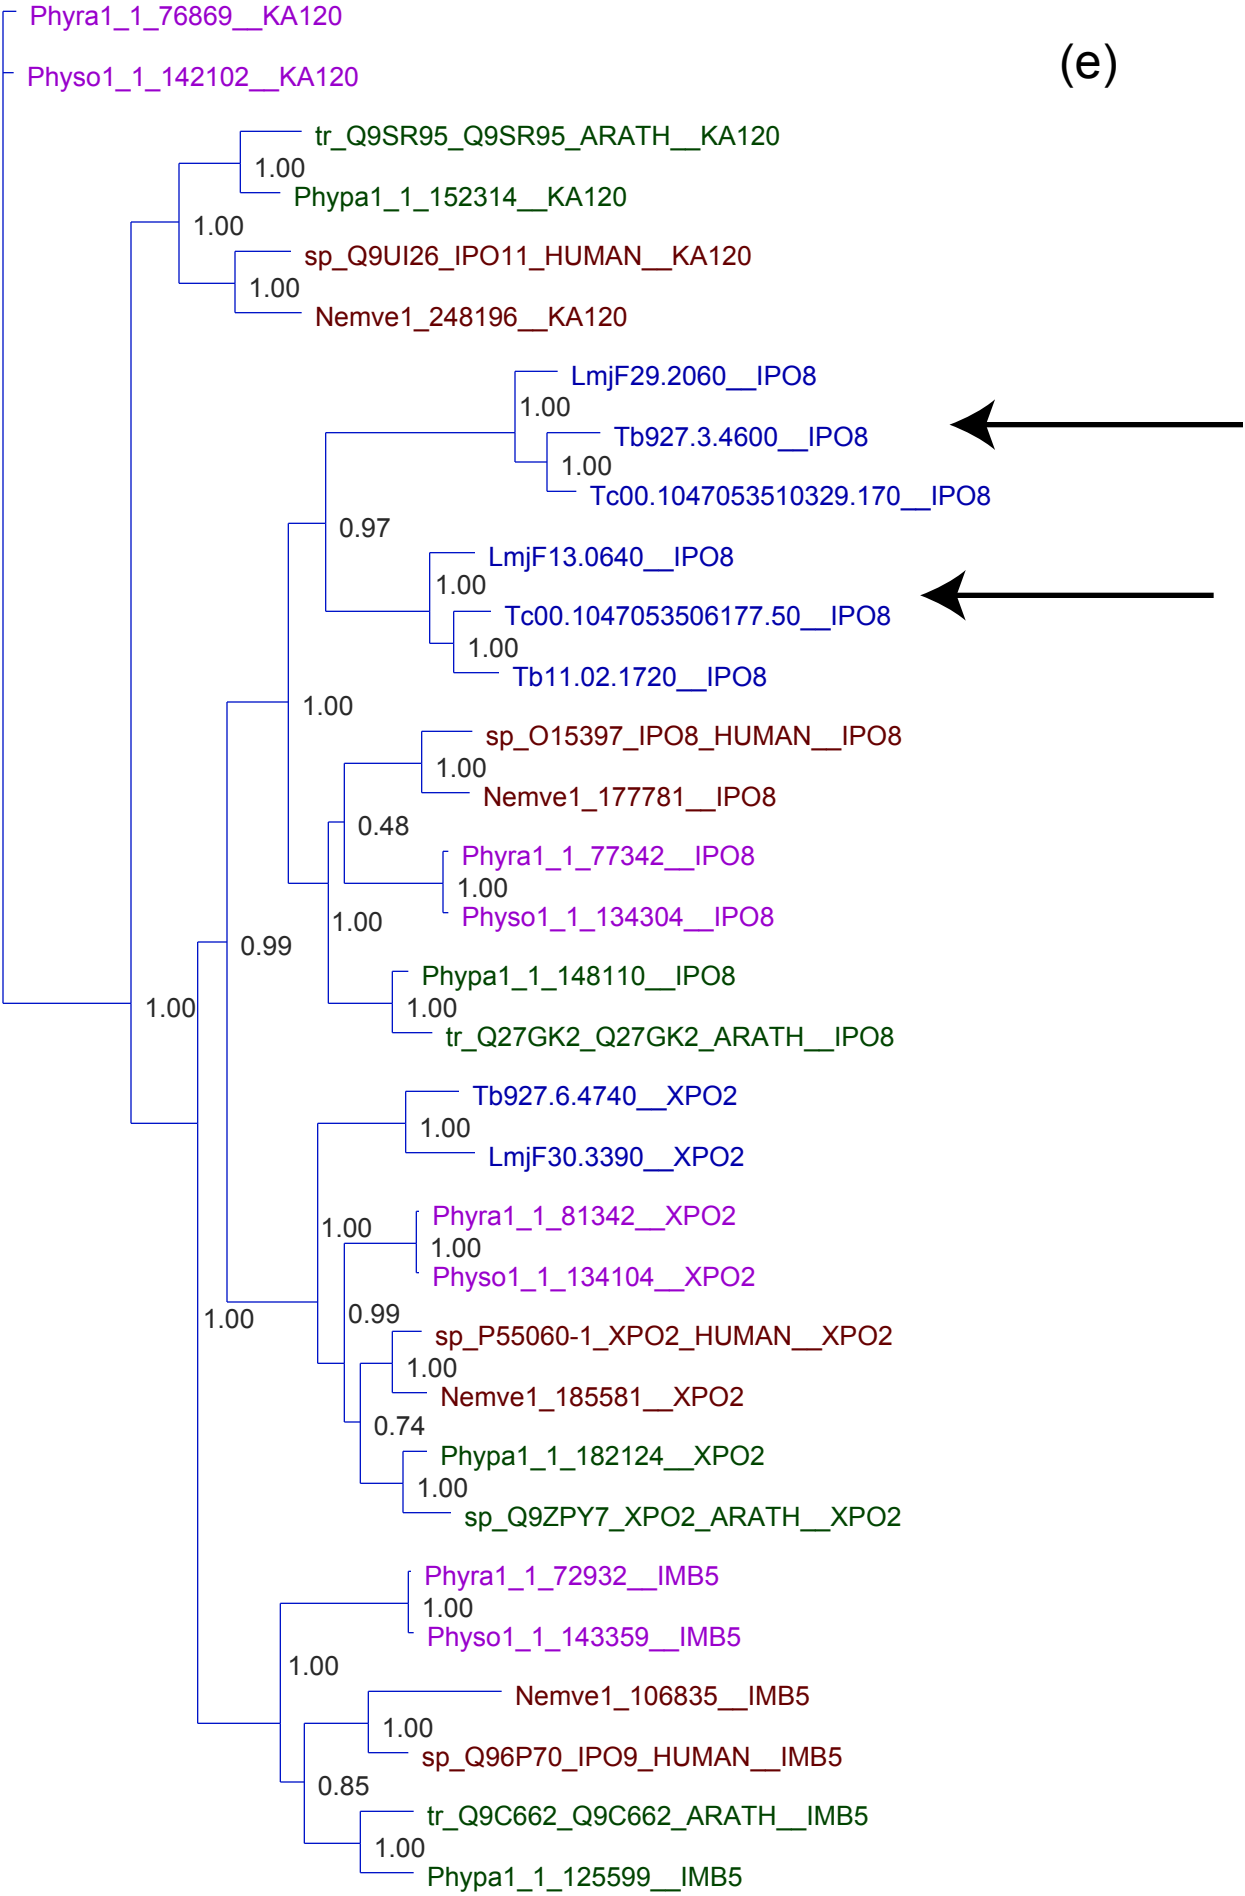 Phyra1_1_76869__KA120
(e)
Physo1_1_142102__KA120
tr_Q9SR95_Q9SR95_ARATH__KA120
1.00
Phypa1_1_152314__KA120
1.00
sp_Q9UI26_IPO11_HUMAN__KA120
1.00
Nemve1_248196__KA120
LmjF29.2060__IPO8
1.00
Tb927.3.4600__IPO8
1.00
Tc00.1047053510329.170__IPO8
0.97
LmjF13.0640__IPO8
1.00
Tc00.1047053506177.50__IPO8
1.00
Tb11.02.1720__IPO8
1.00
sp_O15397_IPO8_HUMAN__IPO8
1.00
Nemve1_177781__IPO8
0.48
Phyra1_1_77342__IPO8
1.00
Physo1_1_134304__IPO8
1.00
0.99
Phypa1_1_148110__IPO8
1.00
1.00
tr_Q27GK2_Q27GK2_ARATH__IPO8
Tb927.6.4740__XPO2
1.00
LmjF30.3390__XPO2
Phyra1_1_81342__XPO2
1.00
1.00
Physo1_1_134104__XPO2
0.99
1.00
sp_P55060-1_XPO2_HUMAN__XPO2
1.00
Nemve1_185581__XPO2
0.74
Phypa1_1_182124__XPO2
1.00
sp_Q9ZPY7_XPO2_ARATH__XPO2
Phyra1_1_72932__IMB5
1.00
Physo1_1_143359__IMB5
1.00
Nemve1_106835__IMB5
1.00
sp_Q96P70_IPO9_HUMAN__IMB5
0.85
tr_Q9C662_Q9C662_ARATH__IMB5
1.00
Phypa1_1_125599__IMB5